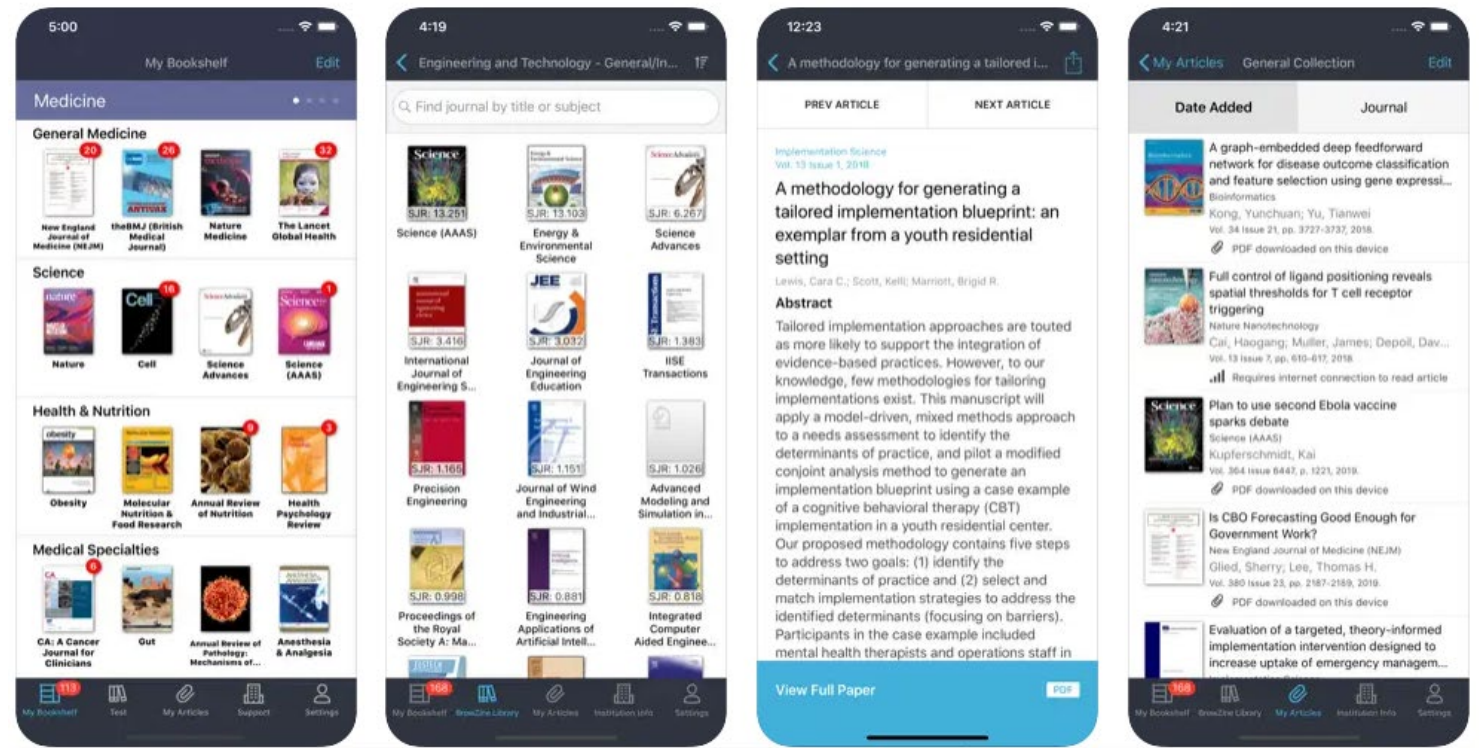 5:00
My Bookshelf
Edit
Medicine
General Medicine
20
26
32
New England
Journal of
Medicine (NEJM)
theBMJ (British
Medical
Journal)
Nature
Medicine
The Lancet
Global Health
Science
nature
Cell
16
Science
1
Nature
Cell
Science
Advances
Science
(AAAS)
Health & Nutrition
obesity
9
3
Obesity
Molecular
Nutrition &
Food Research
Annual Review
of Nutrition
Health
Psychology
Review
Medical Specialties
CA
6
CA: A Cancer
Journal for
Clinicians
Gut
Annual Review of
Pathology:
Mechanisms of...
Anesthesia
& Analgesia
113
My Bookshelf
Test
My Articles
Support
Settings
4:19
Engineering and Technology - General/In...
Find journal by title or subject
Science
SJR: 13.251
SJR: 13.103
SJR: 6.267
Science (AAAS)
Energy &
Environmental
Science
Science
Advances
JEE
SJR: 3.416
SJR: 3.032
SJR: 1.383
International
Journal of
Engineering S...
Journal of
Engineering
Education
IISE
Transactions
SJR: 1.165
SJR: 1.151
SJR: 1.026
Precision
Engineering
Journal of Wind
Engineering
and Industrial...
Advanced
Modeling and
Simulation in...
SJR: 0.998
SJR: 0.881
SJR: 0.818
Proceedings of
the Royal
Society A: Ma...
Engineering
Applications of
Artificial Intell...
Integrated
Computer
Aided Enginee...
168
My Bookshelf
BrowZine Library
My Articles
Institution Info
Settings
12:23
A methodology for generating a tailored i...
PREV ARTICLE
NEXT ARTICLE
Implementation Science
Vol. 13 Issue 1, 2018
A methodology for generating a
tailored implementation blueprint: an
exemplar from a youth residential
setting
Lewis, Cara C.; Scott, Kelli; Marriott, Brigid R.
Abstract
Tailored implementation approaches are touted
as more likely to support the integration of
evidence-based practices. However, to our
knowledge, few methodologies for tailoring
implementations exist. This manuscript will
apply a model-driven, mixed methods approach
to a needs assessment to identify the
determinants of practice, and pilot a modified
conjoint analysis method to generate an
implementation blueprint using a case example
of a cognitive behavioral therapy (CBT)
implementation in a youth residential center.
Our proposed methodology contains five steps
to address two goals: (1) identify the
determinants of practice and (2) select and
match implementation strategies to address the
identified determinants (focusing on barriers).
Participants in the case example included
mental health therapists and operations staff in
View Full Paper
PDF
4:21
My Articles
General Collection
Edit
Date Added
Journal
A graph-embedded deep feedforward
network for disease outcome classification
and feature selection using gene expressi...
Bioinformatics
Kong, Yunchuan; Yu, Tianwei
Vol. 34 Issue 21, pp. 3727-3737, 2018.
PDF downloaded on this device
Full control of ligand positioning reveals
spatial thresholds for T cell receptor
triggering
Nature Nanotechnology
Cai, Haogang; Muller, James; Depoil, Dav...
Vol. 13 Issue 7, pp. 610-617, 2018.
Requires internet connection to read article
Science
Plan to use second Ebola vaccine
sparks debate
Science (AAAS)
Kupferschmidt, Kai
Vol. 364 Issue 6447, p. 1221, 2019.
PDF downloaded on this device
Is CBO Forecasting Good Enough for
Government Work?
New England Journal of Medicine (NEJM)
Glied, Sherry; Lee, Thomas H.
Vol. 380 Issue 23, pp. 2187-2189, 2019.
PDF downloaded on this device
Evaluation of a targeted, theory-informed
implementation intervention designed to
increase uptake of emergency managem...
168
My Bookshelf
BrowZine Library
My Articles
Institution Info
Settings